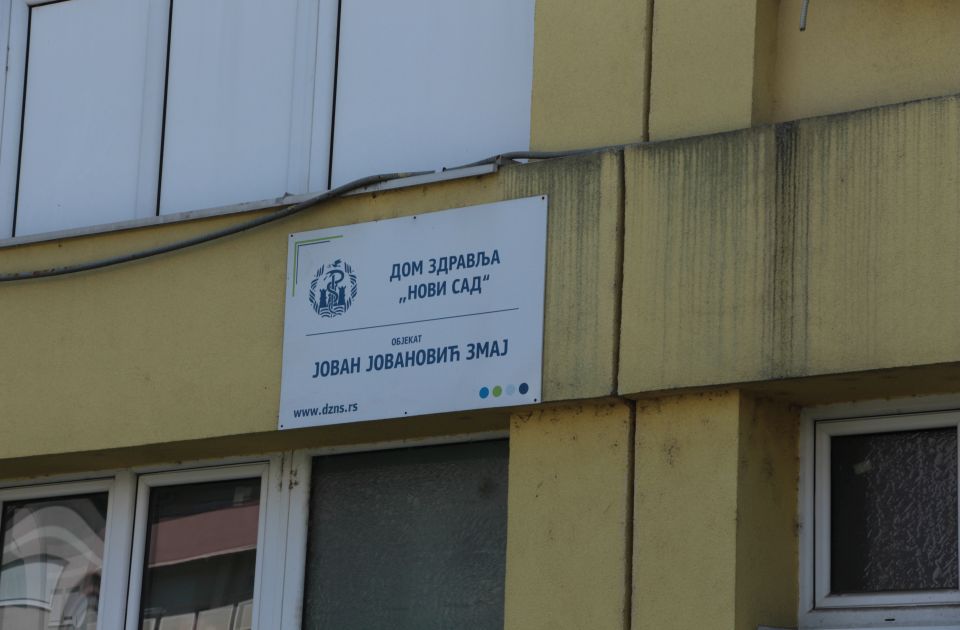 ДОМ ЗДРАВЉА
„НОВИ САД“
ОБЈЕКАТ
ЈОВАН ЈОВАНОВИЋ ЗМАЈ
www.dzns.rs